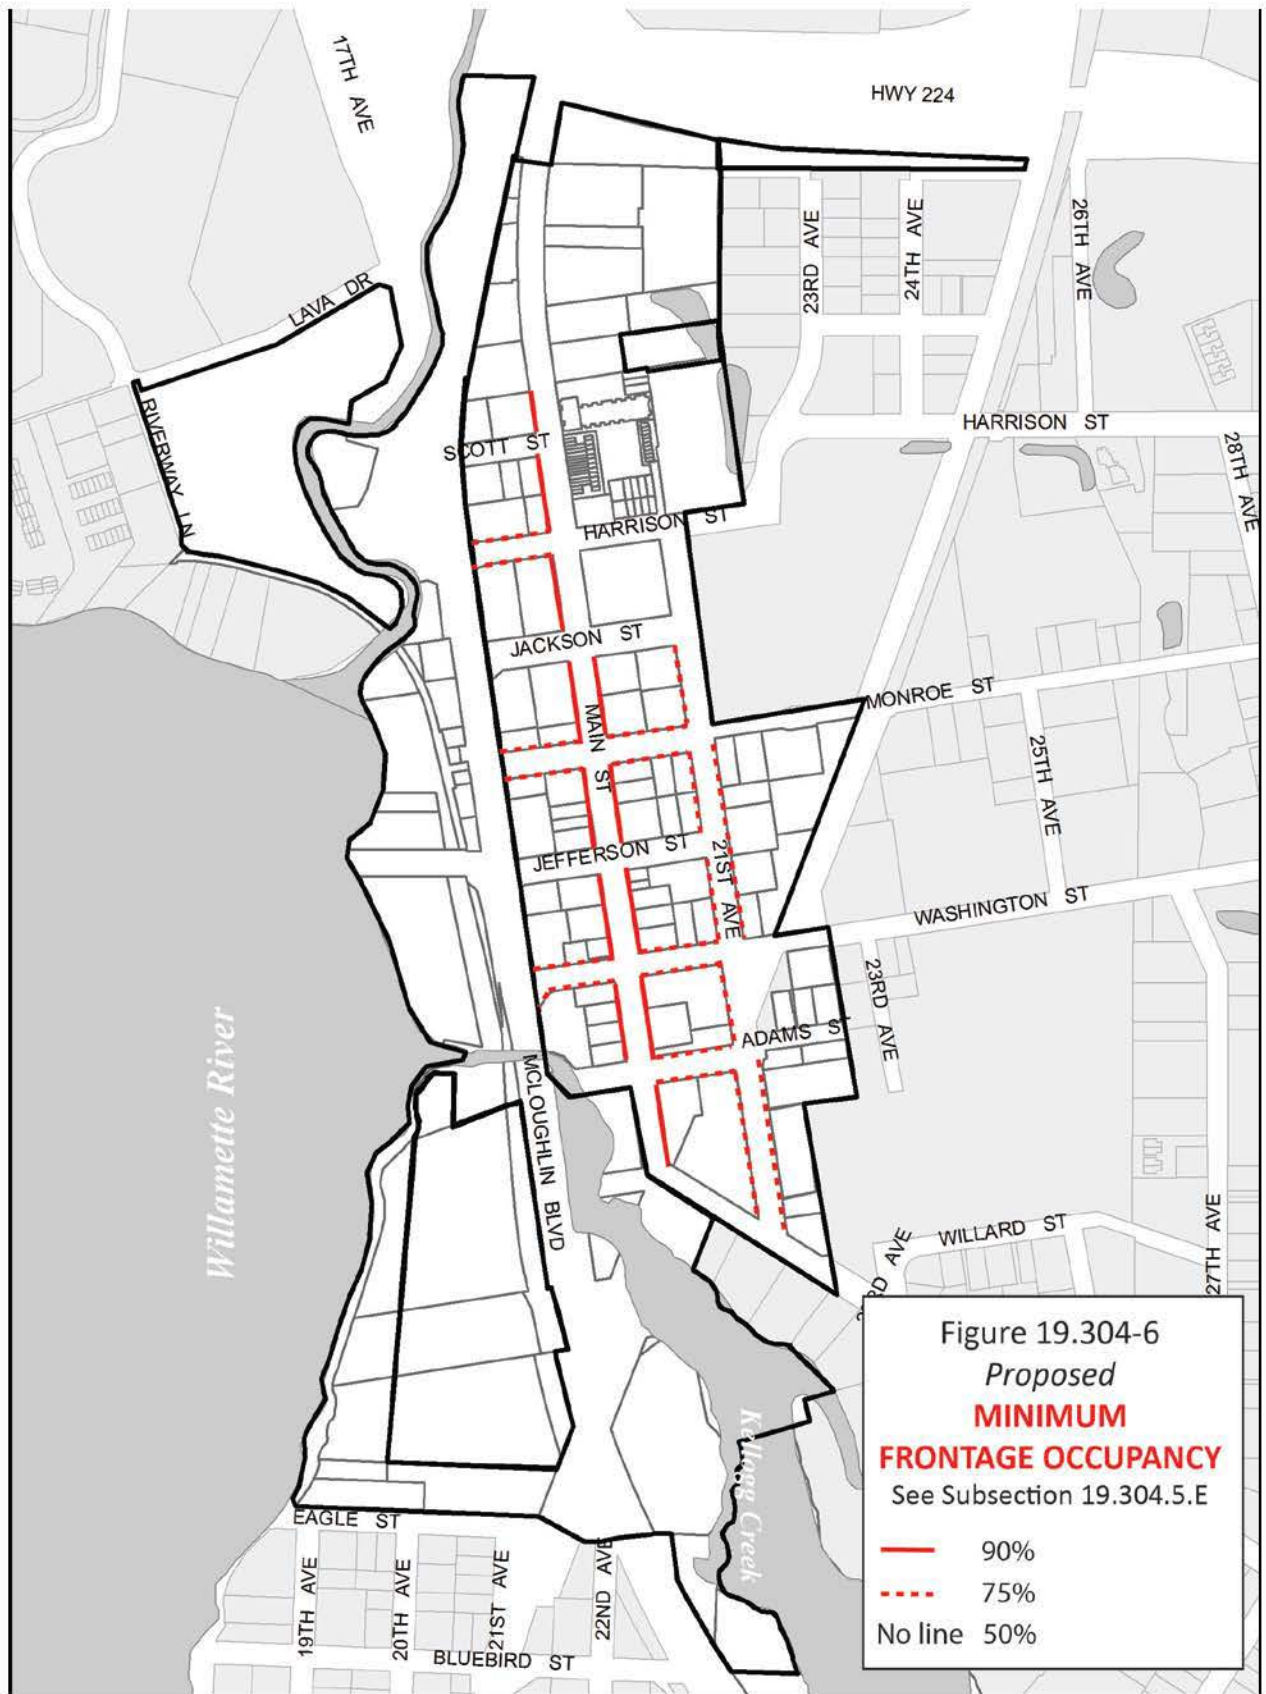 17TH AVE
HWY 224
23RD AVE
24TH AVE
26TH AVE
LAVA DR
RIVERWAY LN
SCOTT ST
HARRISON ST
HARRISON ST
28TH AVE
JACKSON ST
MONROE ST
MAIN ST
25TH AVE
JEFFERSON ST
21ST AVE
WASHINGTON ST
23RD AVE
ADAMS ST
Willamette River
MCLOUGHLIN BLVD
WILLARD ST
27TH AVE
RD AVE
Figure 19.304-6
Proposed
MINIMUM
FRONTAGE OCCUPANCY
See Subsection 19.304.5.E
90%
75%
No line 50%
Kellogg Creek
EAGLE ST
19TH AVE
20TH AVE
21ST AVE
22ND AVE
BLUEBIRD ST